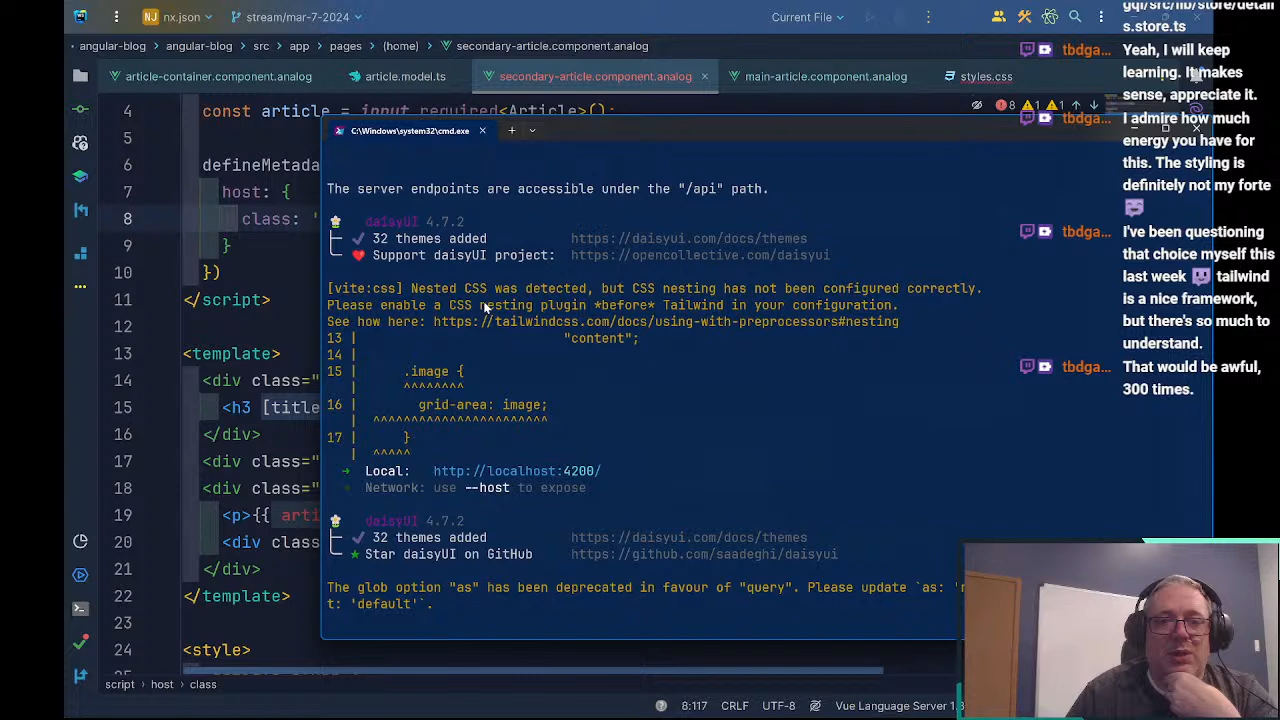 nx.json
stream/mar-7-2024
Current File
angular-blog
angular-blog
src
app
pages
(home)
secondary-article.component.analog
article-container.component.analog
article.model.ts
secondary-article.component.analog
main-article.component.analog
styles.css
8
1
1
4 const article = input.required<Article>();
5
6 defineMetada
7 host: {
8 class: '
9 }
10 })
11 </script>
12
13 <template>
14 <div class="
15 <h3 [title
16 </div>
17 <div class="
18 <div class="
19 <p>{{ arti
20 <div class
21 </div>
22 </template>
23
24 <style>
C:\Windows\system32\cmd.exe
The server endpoints are accessible under the "/api" path.
daisyUI 4.7.2
32 themes added https://daisyui.com/docs/themes
Support daisyUI project: https://opencollective.com/daisyui
[vite:css] Nested CSS was detected, but CSS nesting has not been configured correctly.
Please enable a CSS nesting plugin *before* Tailwind in your configuration.
See how here: https://tailwindcss.com/docs/using-with-preprocessors#nesting
13 | "content";
14 |
15 | .image {
| ^^^^^^^^
16 | grid-area: image;
| ^^^^^^^^^^^^^^^^^^^^^^^
17 | }
| ^^^^^
➜ Local: http://localhost:4200/
➜ Network: use --host to expose
daisyUI 4.7.2
32 themes added https://daisyui.com/docs/themes
★ Star daisyUI on GitHub https://github.com/saadeghi/daisyui
The glob option "as" has been deprecated in favour of "query". Please update `as: '
t: 'default'`.
script
host
class
8:117
CRLF
UTF-8
Vue Language Server
gql/src/lib/store/detai
s.store.ts
tbdga...
Yeah, I will keep
learning. It makes
sense, appreciate it.
tbdga...
I admire how much
energy you have for
this. The styling is
definitely not my forte
tbdga...
I've been questioning
that choice myself this
last week tailwind
is a nice framework,
but there's so much to
understand.
tbdga...
That would be awful,
300 times.